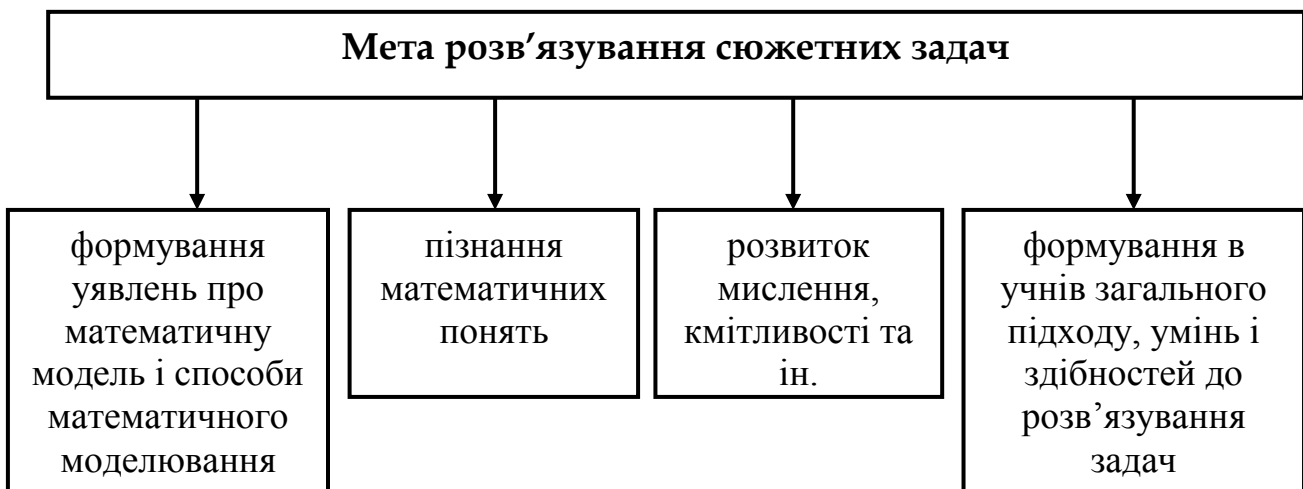 Мета розв’язування сюжетних задач
формування
уявлень про
математичну
модель і способи
математичного
моделювання
пізнання
математичних
понять
розвиток
мислення,
кмітливості та
ін.
формування в
учнів загального
підходу, умінь і
здібностей до
розв’язування
задач